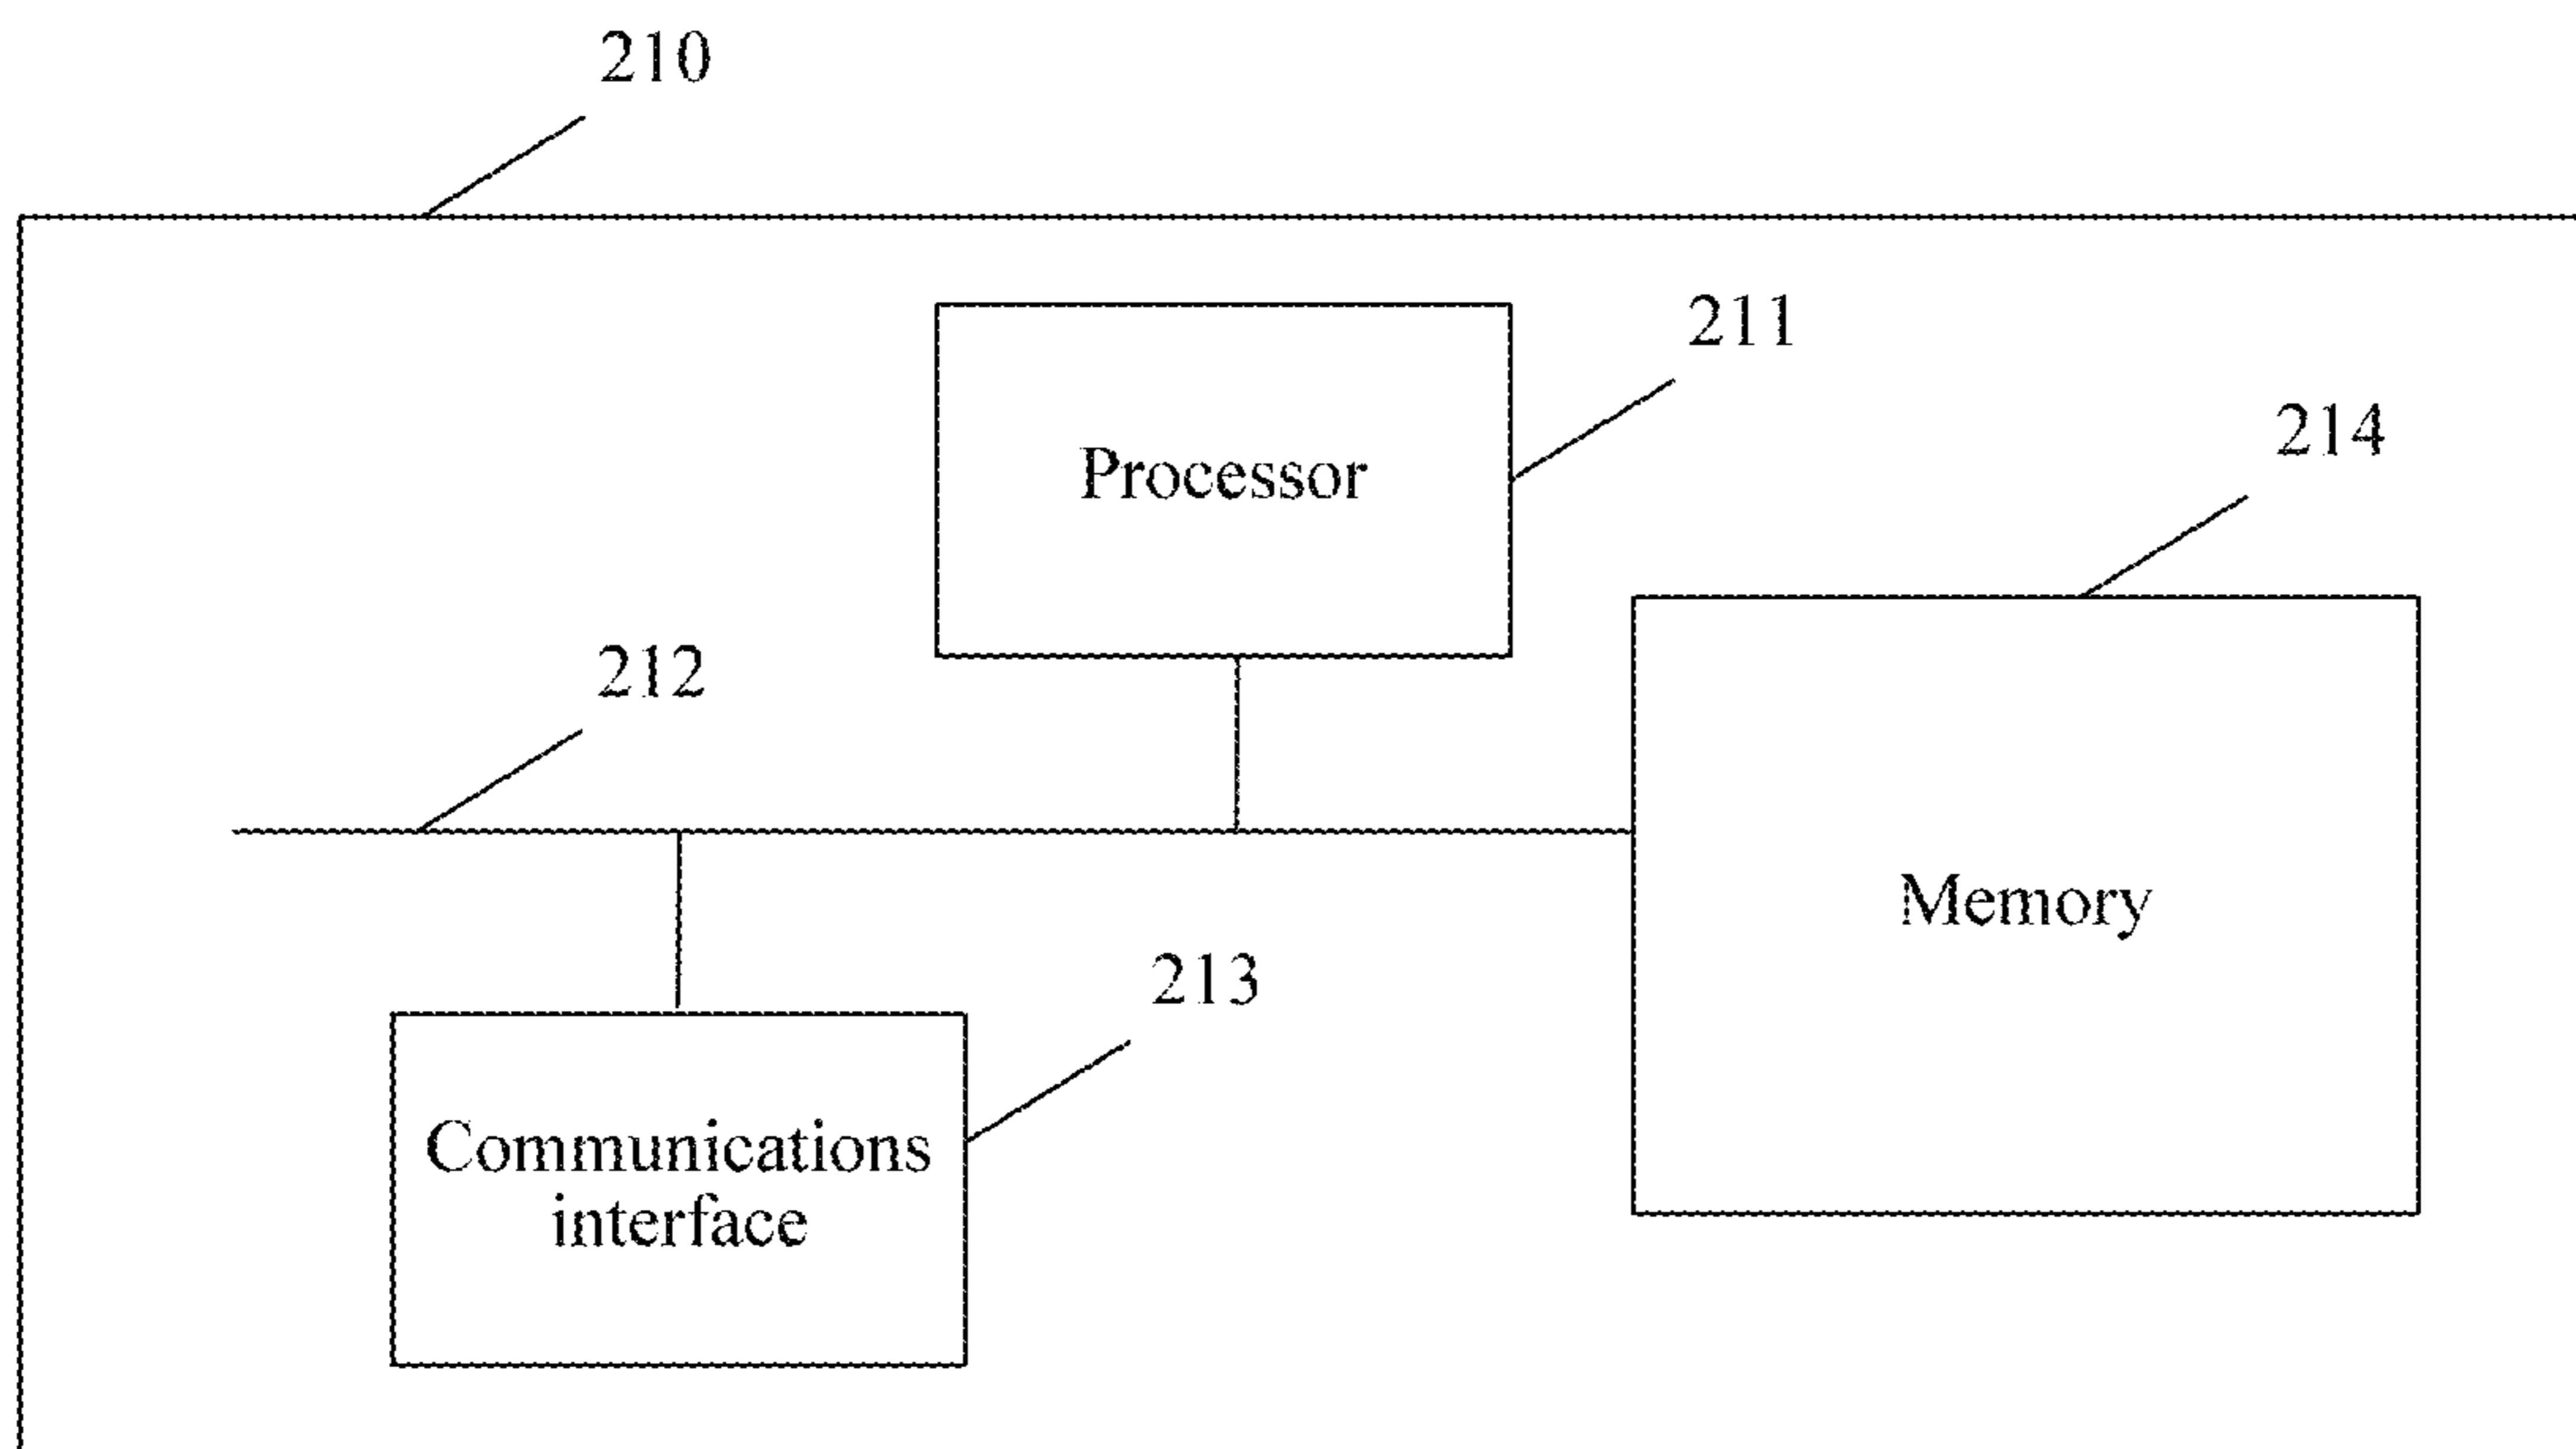 210
211
Processor
214
212
Memory
213
Communications
interface